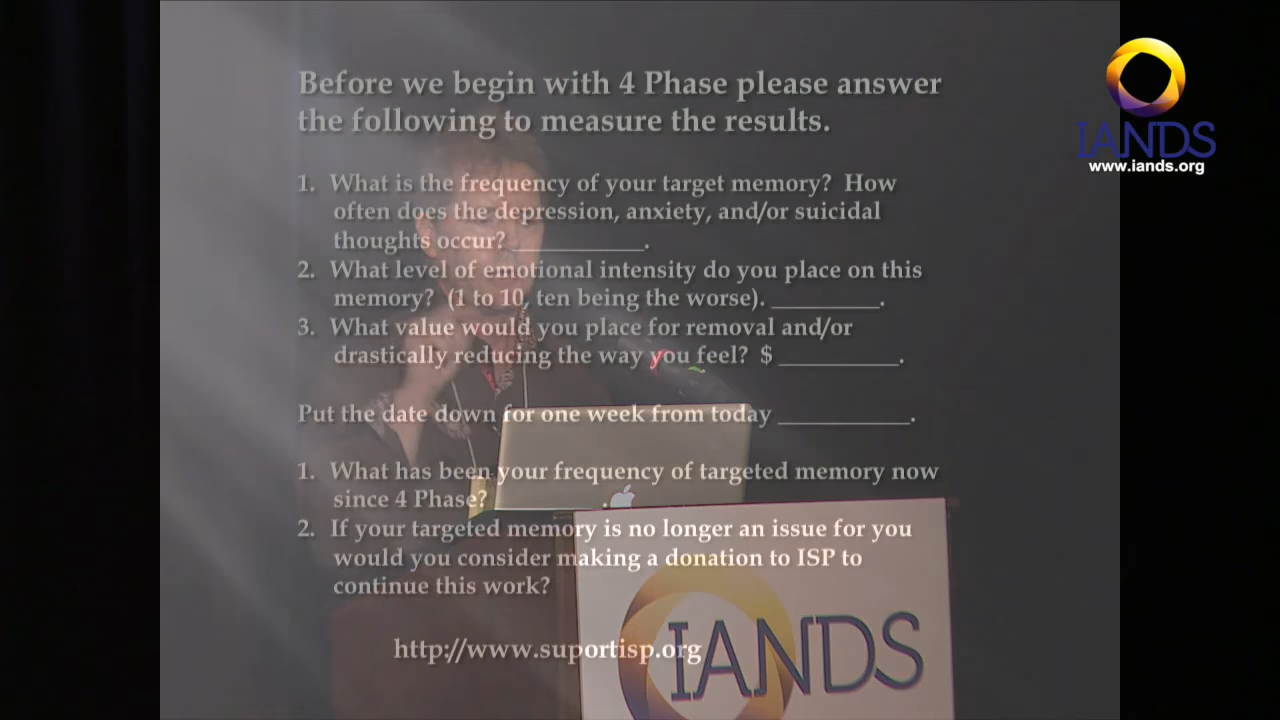 Before we begin with 4 Phase please answer
the following to measure the results.
1. What is the frequency of your target memory? How
often does the depression, anxiety, and/or suicidal
thoughts occur? ___________.
2. What level of emotional intensity do you place on this
memory? (1 to 10, ten being the worse). _________.
3. What value would you place for removal and/or
drastically reducing the way you feel? $ __________.
Put the date down for one week from today ___________.
1. What has been your frequency of targeted memory now
since 4 Phase? .
2. If your targeted memory is no longer an issue for you
would you consider making a donation to ISP to
continue this work?
http://www.suportisp.org
IANDS
www.iands.org
IANDS